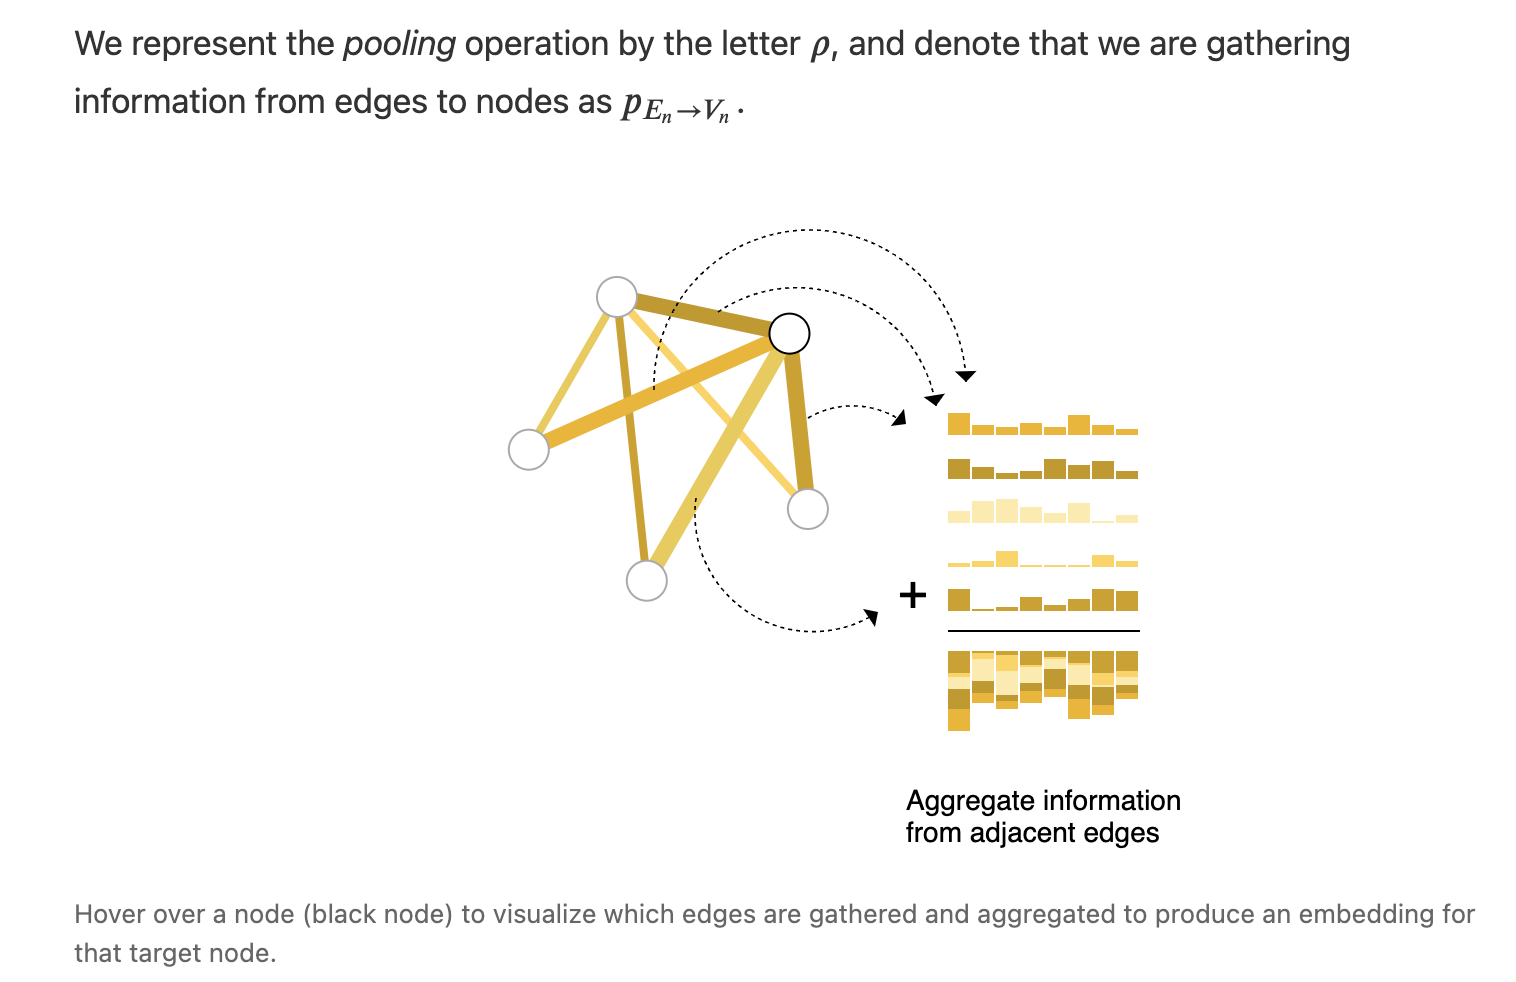 We represent the pooling operation by the letter ρ, and denote that we are gathering
information from edges to nodes as p_{E_n→V_n}.
+
Aggregate information
from adjacent edges
Hover over a node (black node) to visualize which edges are gathered and aggregated to produce an embedding for
that target node.